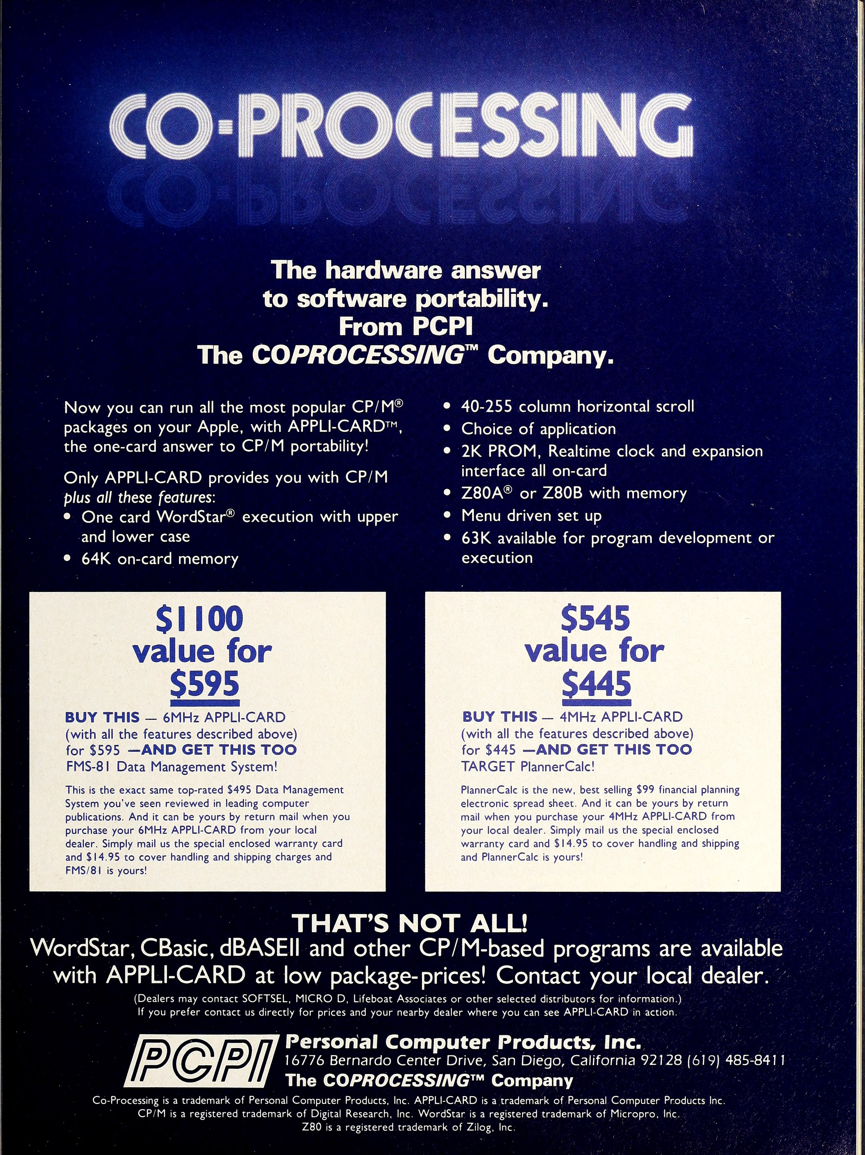 CO-PROCESSING
The hardware answer
to software portability.
From PCPI
The COPROCESSING™ Company.
Now you can run all the most popular CP/M®
packages on your Apple, with APPLI-CARD™,
the one-card answer to CP/M portability!
Only APPLI-CARD provides you with CP/M
plus all these features:
• One card WordStar® execution with upper
and lower case
• 64K on-card memory
• 40-255 column horizontal scroll
• Choice of application
• 2K PROM, Realtime clock and expansion
interface all on-card
• Z80A® or Z80B with memory
• Menu driven set up
• 63K available for program development or
execution
$1100
value for
$595
BUY THIS — 6MHz APPLI-CARD
(with all the features described above)
for $595 —AND GET THIS TOO
FMS-81 Data Management System!
This is the exact same top-rated $495 Data Management
System you've seen reviewed in leading computer
publications. And it can be yours by return mail when you
purchase your 6MHz APPLI-CARD from your local
dealer. Simply mail us the special enclosed warranty card
and $14.95 to cover handling and shipping charges and
FMS/81 is yours!
$545
value for
$445
BUY THIS — 4MHz APPLI-CARD
(with all the features described above)
for $445 —AND GET THIS TOO
TARGET PlannerCalc!
PlannerCalc is the new, best selling $99 financial planning
electronic spread sheet. And it can be yours by return
mail when you purchase your 4MHz APPLI-CARD from
your local dealer. Simply mail us the special enclosed
warranty card and $14.95 to cover handling and shipping
and PlannerCalc is yours!
THAT'S NOT ALL!
WordStar, CBasic, dBASEII and other CP/M-based programs are available
with APPLI-CARD at low package-prices! Contact your local dealer.
(Dealers may contact SOFTSEL, MICRO D, Lifeboat Associates or other selected distributors for information.)
If you prefer contact us directly for prices and your nearby dealer where you can see APPLI-CARD in action.
PCPI
Personal Computer Products, Inc.
16776 Bernardo Center Drive, San Diego, California 92128 (619) 485-8411
The COPROCESSING™ Company
Co-Processing is a trademark of Personal Computer Products, Inc. APPLI-CARD is a trademark of Personal Computer Products Inc.
CP/M is a registered trademark of Digital Research, Inc. WordStar is a registered trademark of Micropro, Inc.
Z80 is a registered trademark of Zilog, Inc.